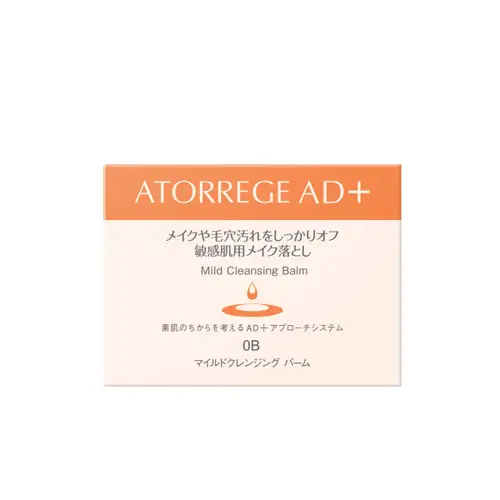 ATORREGE AD+
メイクや毛穴汚れをしっかりオフ
敏感肌用メイク落とし
Mild Cleansing Balm
素肌のちからを考えるAD+アプローチシステム
0B
マイルドクレンジング バーム